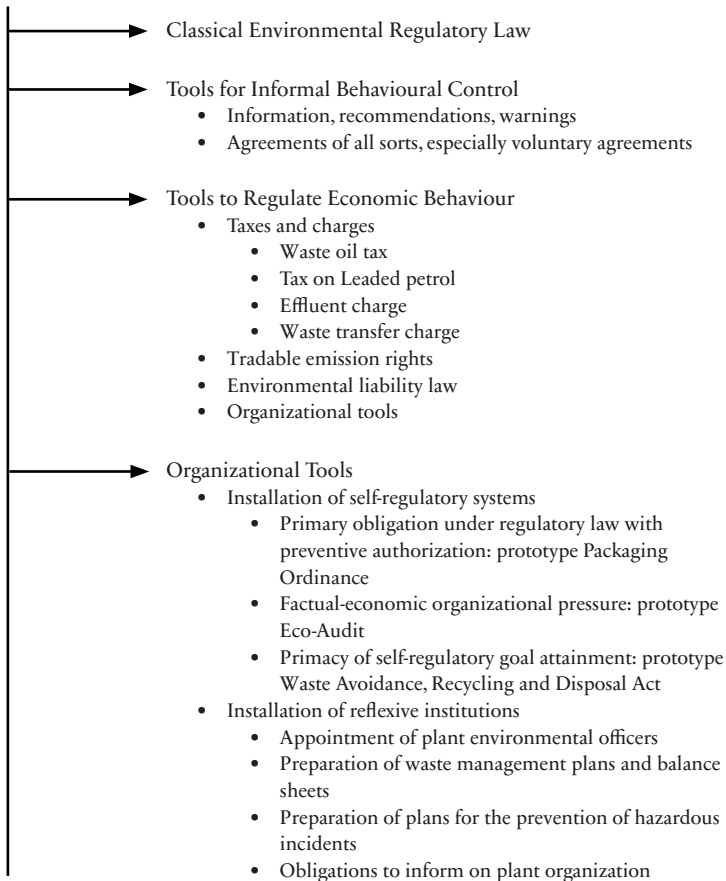 Classical Environmental Regulatory Law
Tools for Informal Behavioural Control
• Information, recommendations, warnings
• Agreements of all sorts, especially voluntary agreements
Tools to Regulate Economic Behaviour
• Taxes and charges
• Waste oil tax
• Tax on Leaded petrol
• Effluent charge
• Waste transfer charge
• Tradable emission rights
• Environmental liability law
• Organizational tools
Organizational Tools
• Installation of self-regulatory systems
• Primary obligation under regulatory law with
preventive authorization: prototype Packaging
Ordinance
• Factual-economic organizational pressure: prototype
Eco-Audit
• Primacy of self-regulatory goal attainment: prototype
Waste Avoidance, Recycling and Disposal Act
• Installation of reflexive institutions
• Appointment of plant environmental officers
• Preparation of waste management plans and balance
sheets
• Preparation of plans for the prevention of hazardous
incidents
• Obligations to inform on plant organization